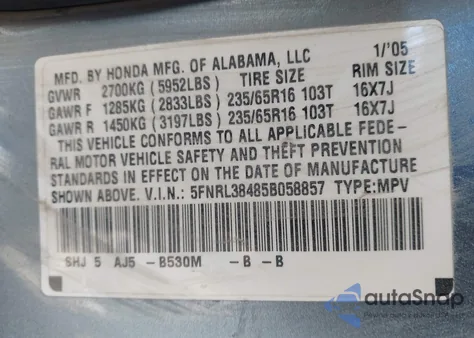 MFD. BY HONDA MFG. OF ALABAMA, LLC 1/'05
GVWR 2700KG (5952LBS) TIRE SIZE RIM SIZE
GAWR F 1285KG (2833LBS) 235/65R16 103T 16X7J
GAWR R 1450KG (3197LBS) 235/65R16 103T 16X7J
THIS VEHICLE CONFORMS TO ALL APPLICABLE FEDE-
RAL MOTOR VEHICLE SAFETY AND THEFT PREVENTION
STANDARDS IN EFFECT ON THE DATE OF MANUFACTURE
SHOWN ABOVE. V.I.N.: 5FNRL38485B058857 TYPE:MPV
SHJ 5 AJ5 -B530M -B -B
autoSnap